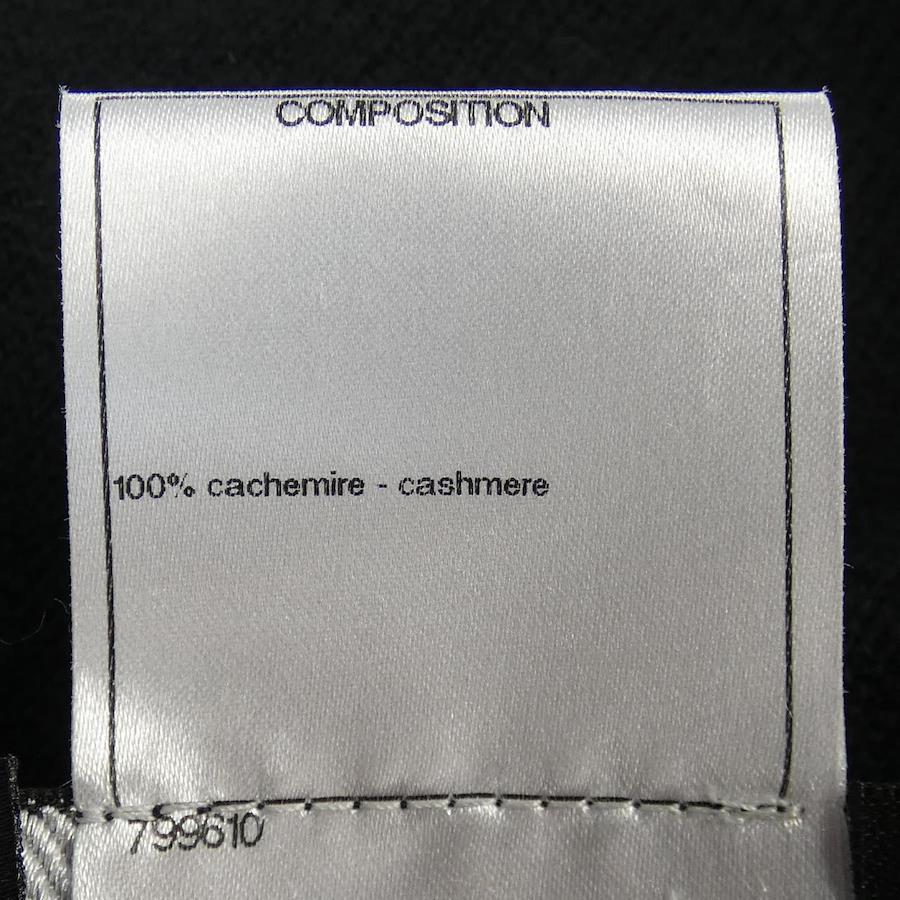 COMPOSITION
100% cachemire - cashmere
799610